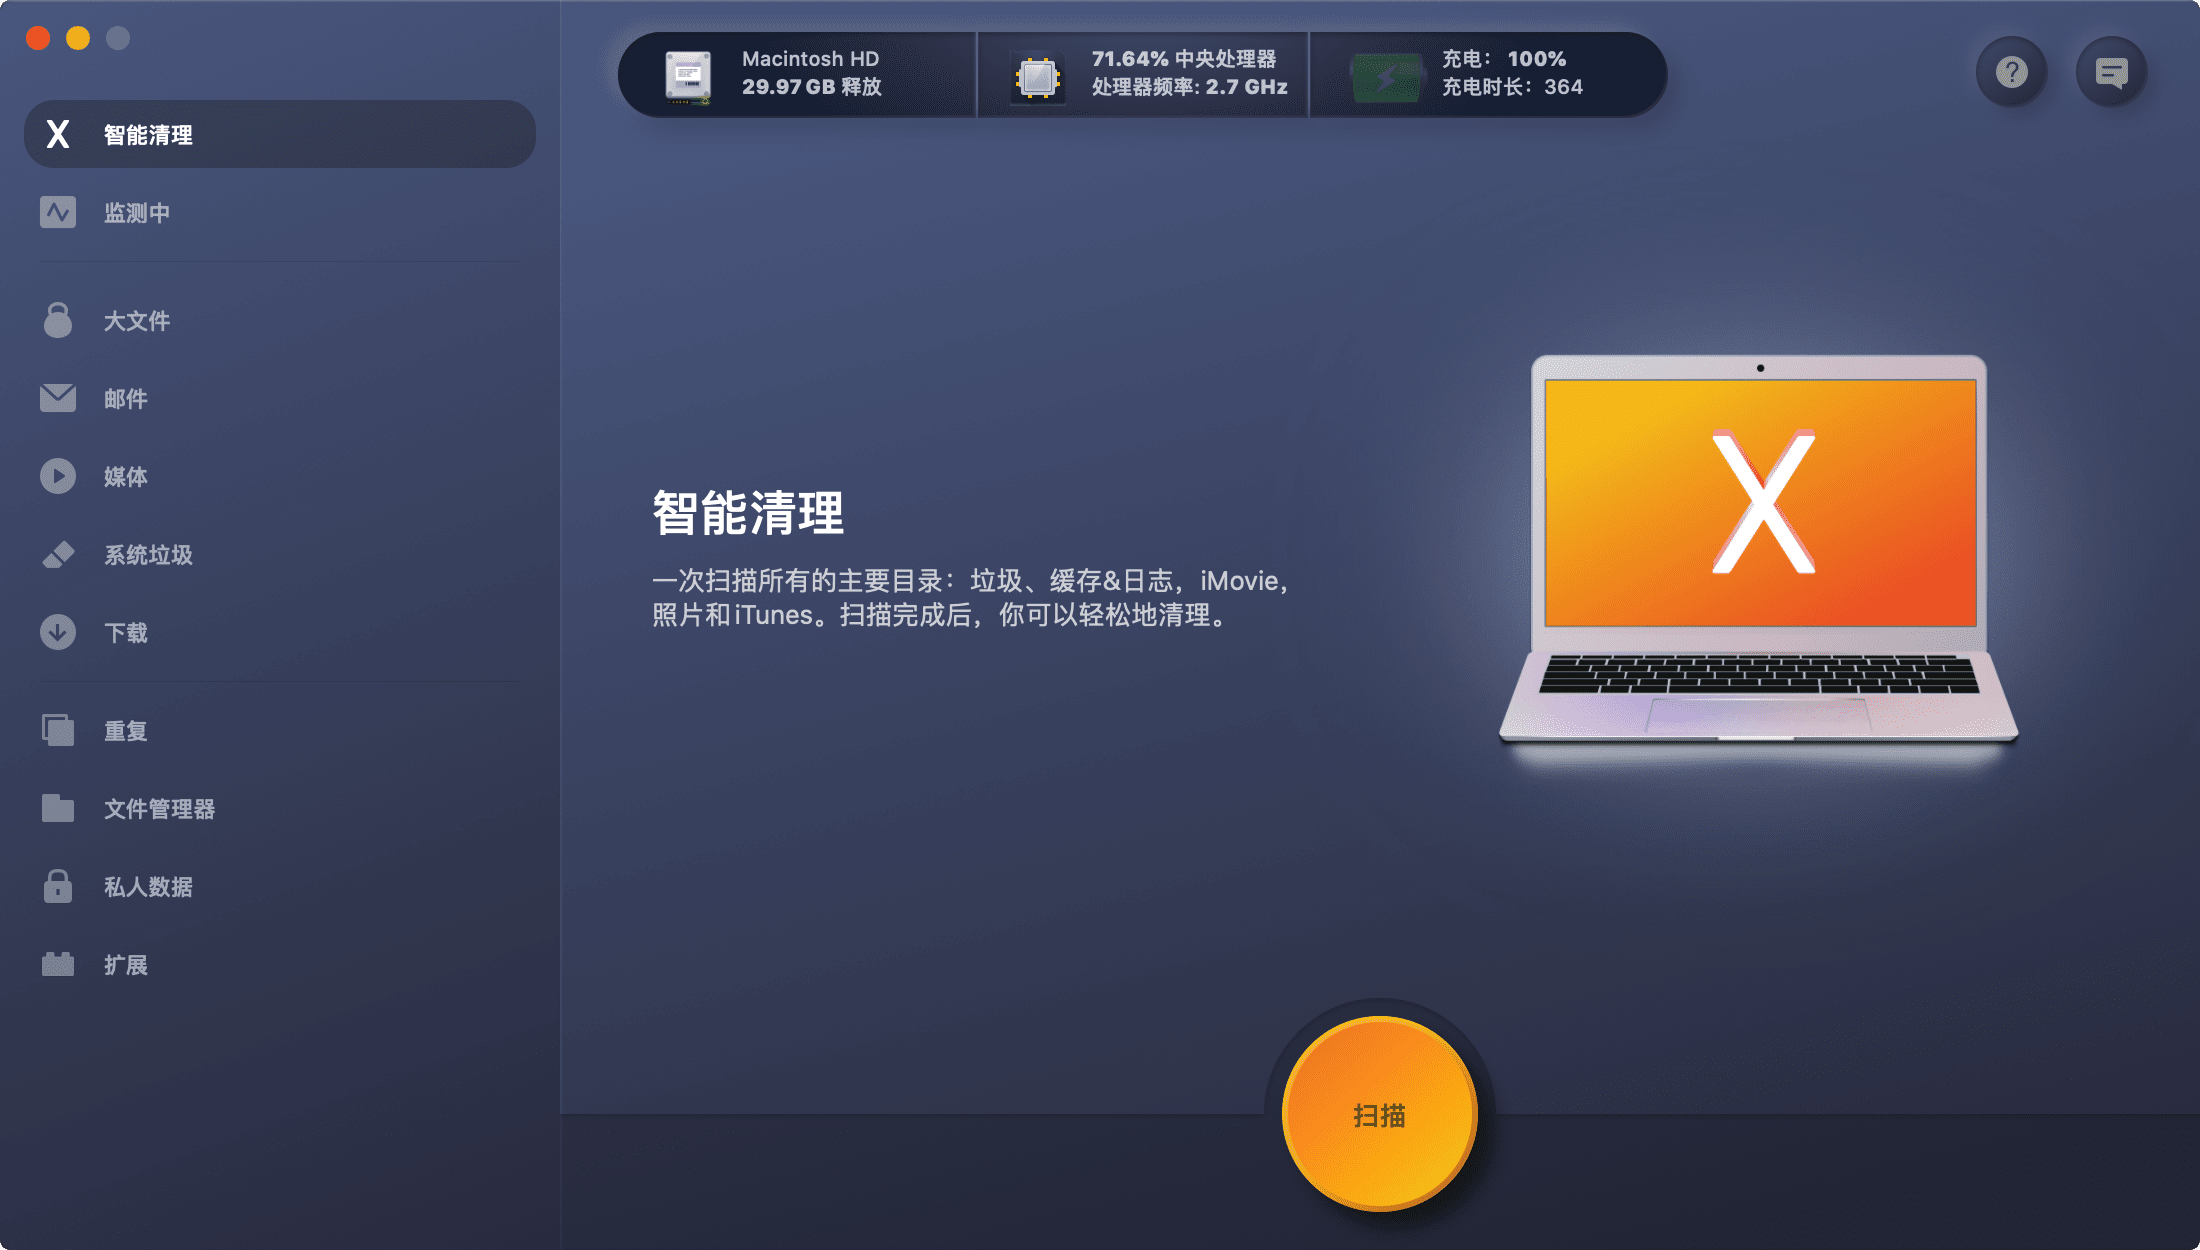 Macintosh HD
29.97 GB 释放
71.64% 中央处理器
处理器频率: 2.7 GHz
充电： 100%
充电时长：364
?
X 智能清理
监测中
大文件
邮件
媒体
系统垃圾
下载
重复
文件管理器
私人数据
扩展
智能清理
一次扫描所有的主要目录：垃圾、缓存&日志，iMovie，
照片和iTunes。扫描完成后，你可以轻松地清理。
X
扫描